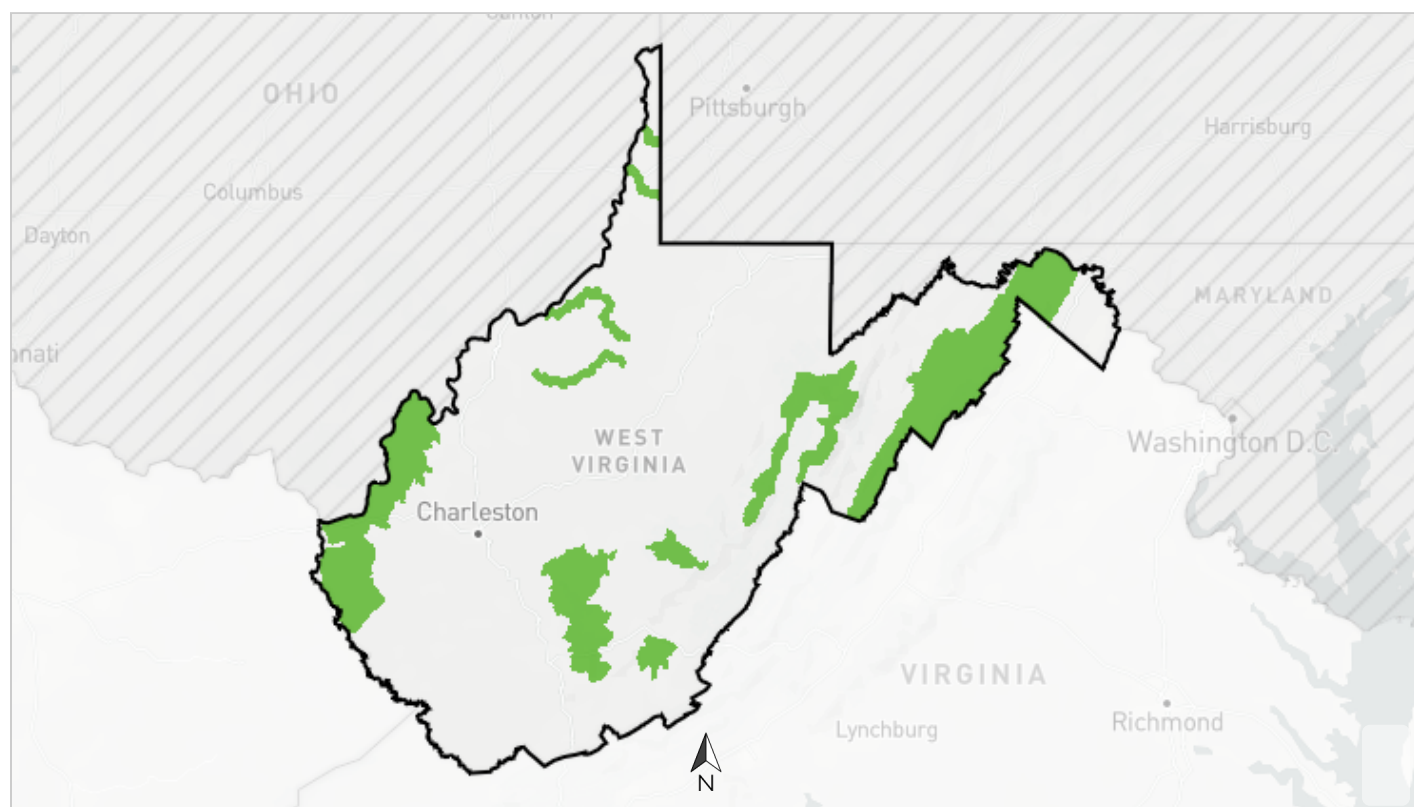 OHIO
Pittsburgh
Harrisburg
Columbus
Dayton
MARYLAND
WEST
VIRGINIA
Washington D.C.
Charleston
VIRGINIA
Lynchburg
Richmond
N